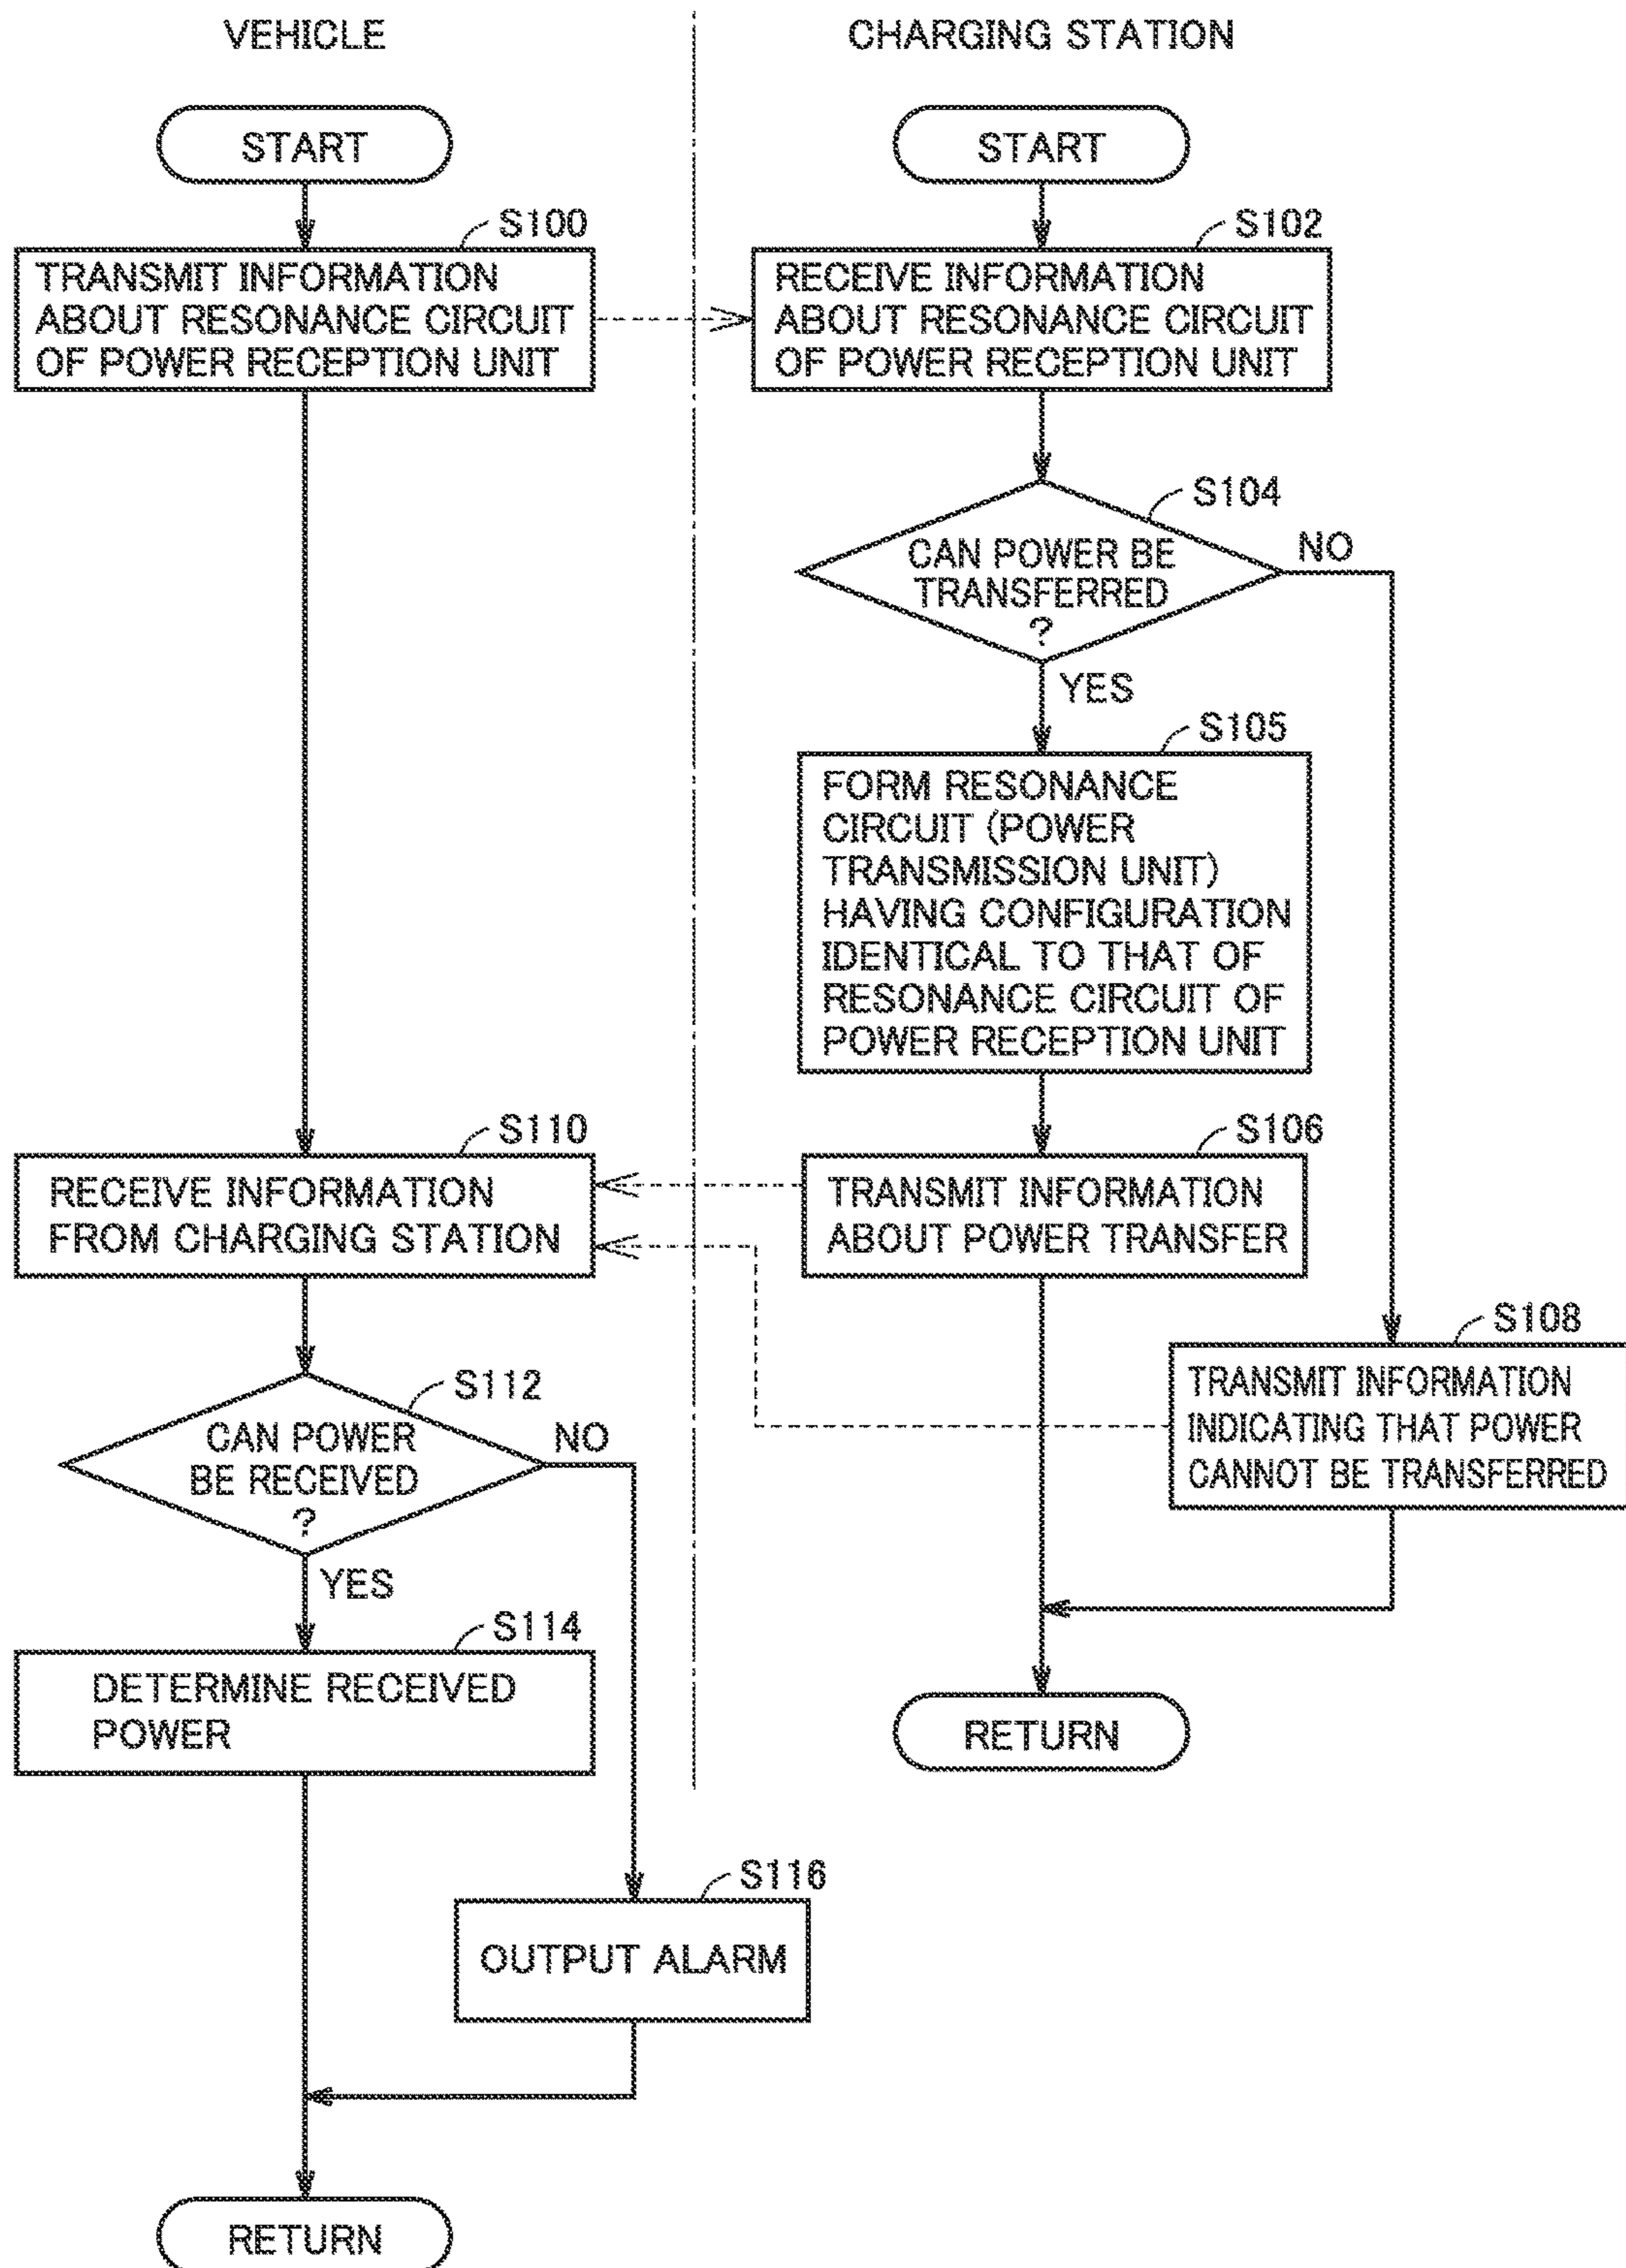 VEHICLE
CHARGING STATION
START
START
S100
TRANSMIT INFORMATION
ABOUT RESONANCE CIRCUIT
OF POWER RECEPTION UNIT
S102
RECEIVE INFORMATION
ABOUT RESONANCE CIRCUIT
OF POWER RECEPTION UNIT
S104
CAN POWER BE
TRANSFERRED
?
NO
YES
S105
FORM RESONANCE
CIRCUIT (POWER
TRANSMISSION UNIT)
HAVING CONFIGURATION
IDENTICAL TO THAT OF
RESONANCE CIRCUIT OF
POWER RECEPTION UNIT
S110
RECEIVE INFORMATION
FROM CHARGING STATION
S106
TRANSMIT INFORMATION
ABOUT POWER TRANSFER
S108
TRANSMIT INFORMATION
INDICATING THAT POWER
CANNOT BE TRANSFERRED
S112
CAN POWER
BE RECEIVED
?
NO
YES
S114
DETERMINE RECEIVED
POWER
RETURN
S116
OUTPUT ALARM
RETURN